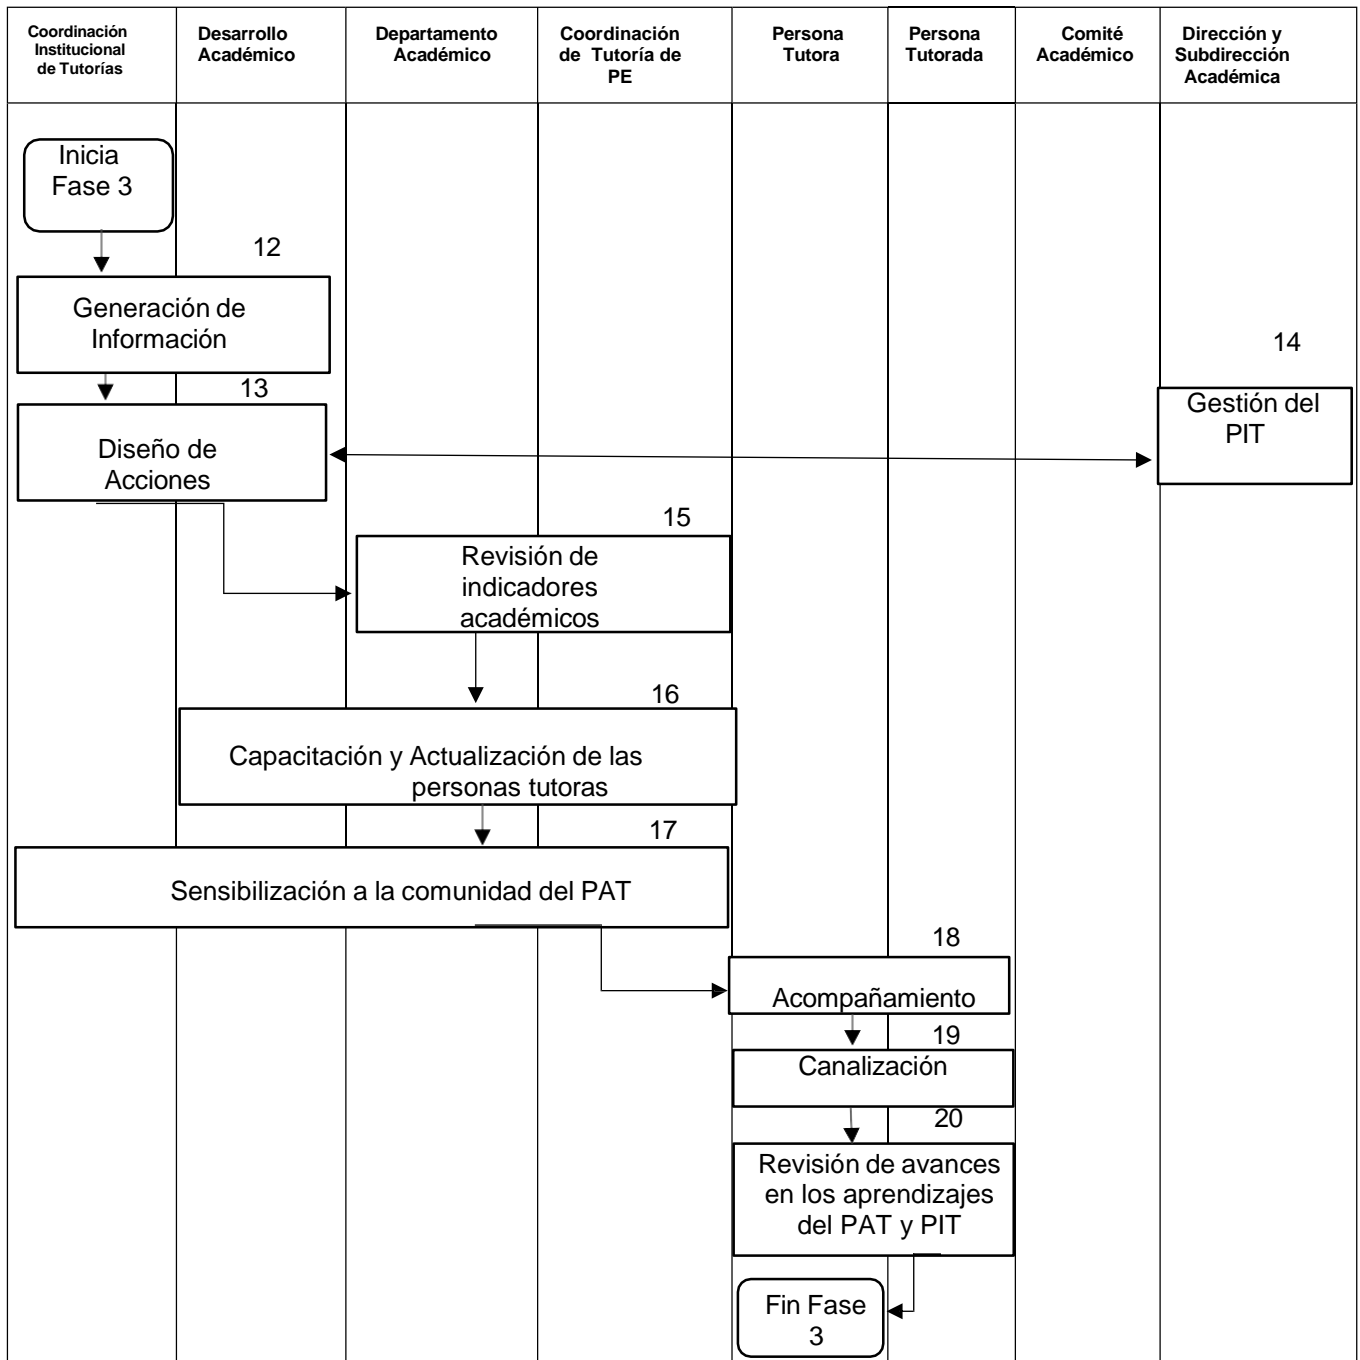 Coordinación
Institucional
de Tutorías
Desarrollo
Académico
Departamento
Académico
Coordinación
de Tutoría de
PE
Persona
Tutora
Persona
Tutorada
Comité
Académico
Dirección y
Subdirección
Académica
Inicia
Fase 3
12
Generación de
Información
13
Diseño de
Acciones
14
Gestión del
PIT
15
Revisión de
indicadores
académicos
16
Capacitación y Actualización de las
personas tutoras
17
Sensibilización a la comunidad del PAT
18
Acompañamiento
19
Canalización
20
Revisión de avances
en los aprendizajes
del PAT y PIT
Fin Fase
3